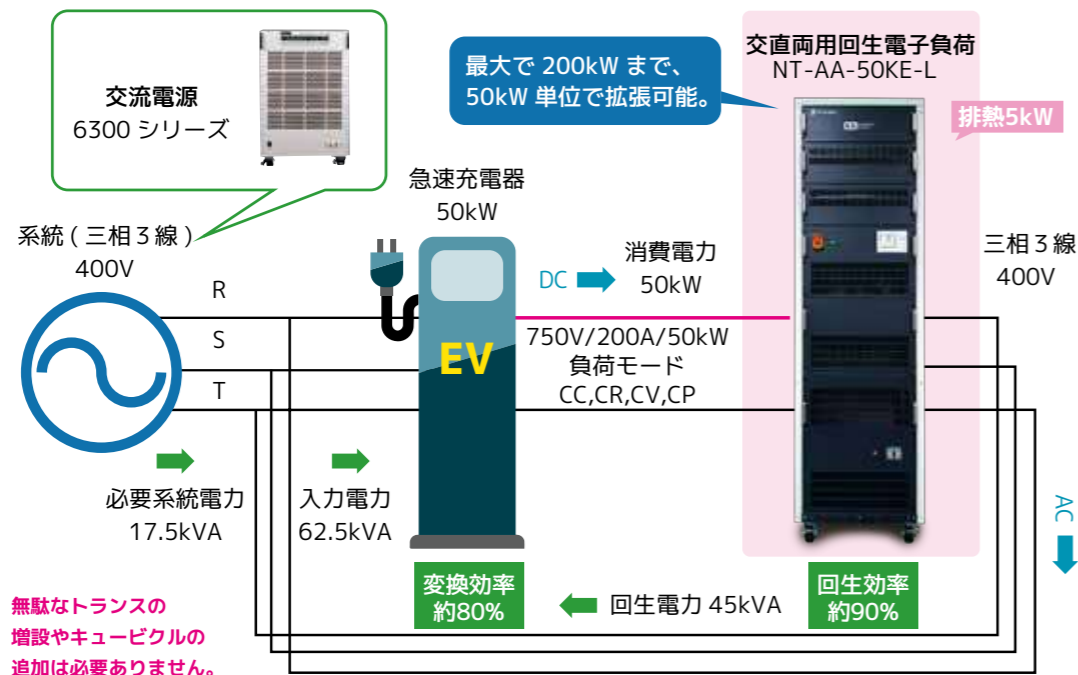 交流電源
6300 シリーズ
最大で 200kW まで、
50kW 単位で拡張可能。
交直両用回生電子負荷
NT-AA-50KE-L
排熱5kW
急速充電器
50kW
系統 ( 三相 3 線 )
400V
R
S
T
DC
消費電力
50kW
三相 3 線
400V
EV
750V/200A/50kW
負荷モード
CC,CR,CV,CP
必要系統電力
17.5kVA
入力電力
62.5kVA
AC
変換効率
約80%
回生電力 45kVA
回生効率
約90%
無駄なトランスの
増設やキュービクルの
追加は必要ありません。